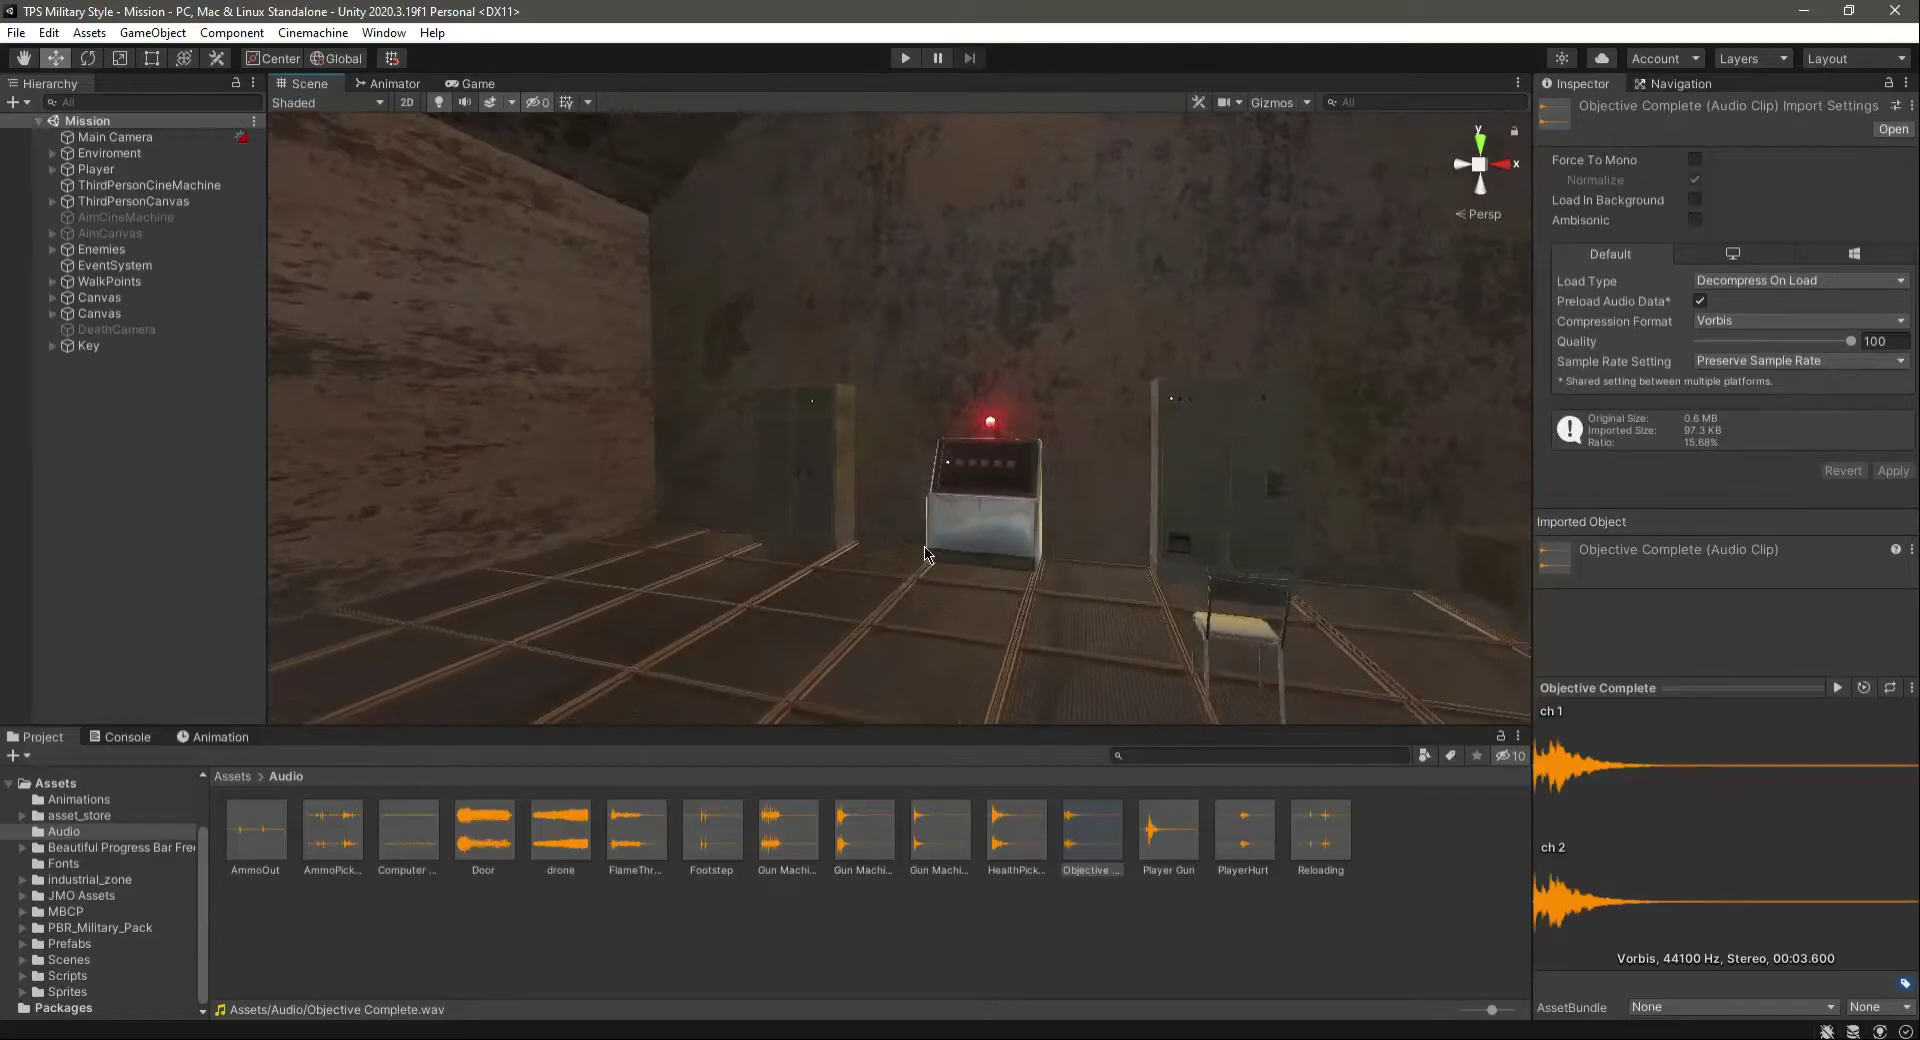 TPS Military Style - Mission - PC, Mac & Linux Standalone - Unity 2020.3.19f1 Personal <DX11>
File Edit Assets GameObject Component Cinemachine Window Help
Center Global
Account Layers Layout
Hierarchy
All
Mission
Main Camera
Enviroment
Player
ThirdPersonCineMachine
ThirdPersonCanvas
AimCineMachine
AimCanvas
Enemies
EventSystem
WalkPoints
Canvas
Canvas
DeathCamera
Key
Scene Animator Game
Shaded 2D 0 Gizmos All
y
x
Persp
Inspector Navigation
Objective Complete (Audio Clip) Import Settings
Open
Force To Mono
Normalize
Load In Background
Ambisonic
Default
Load Type Decompress On Load
Preload Audio Data*
Compression Format Vorbis
Quality 100
Sample Rate Setting Preserve Sample Rate
* Shared setting between multiple platforms.
Original Size: 0.6 MB
Imported Size: 97.3 KB
Ratio: 15.68%
Revert Apply
Imported Object
Objective Complete (Audio Clip)
Objective Complete
ch 1
ch 2
Vorbis, 44100 Hz, Stereo, 00:03.600
AssetBundle None None
Project Console Animation
10
Assets
Animations
asset_store
Audio
Beautiful Progress Bar Free
Fonts
industrial_zone
JMO Assets
MBCP
PBR_Military_Pack
Prefabs
Scenes
Scripts
Sprites
Packages
Assets > Audio
AmmoOut AmmoPick... Computer ... Door drone FlameThr... Footstep Gun Machi... Gun Machi... Gun Machi... HealthPick... Objective ... Player Gun PlayerHurt Reloading
Assets/Audio/Objective Complete.wav